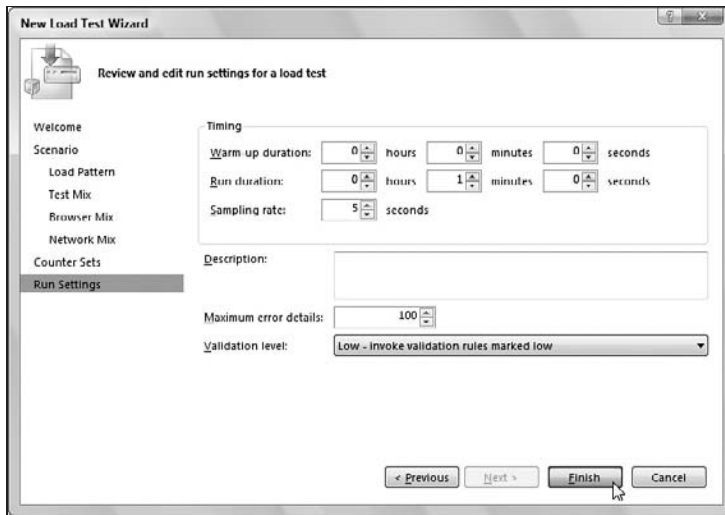 New Load Test Wizard
Review and edit run settings for a load test
Welcome
Scenario
Load Pattern
Test Mix
Browser Mix
Network Mix
Counter Sets
Run Settings
Timing
Warm up duration: 0 hours 0 minutes 0 seconds
Run duration: 0 hours 1 minutes 0 seconds
Sampling rate: 5 seconds
Description:
Maximum error details: 100
Validation level: Low - invoke validation rules marked low
< Previous Next > Finish Cancel